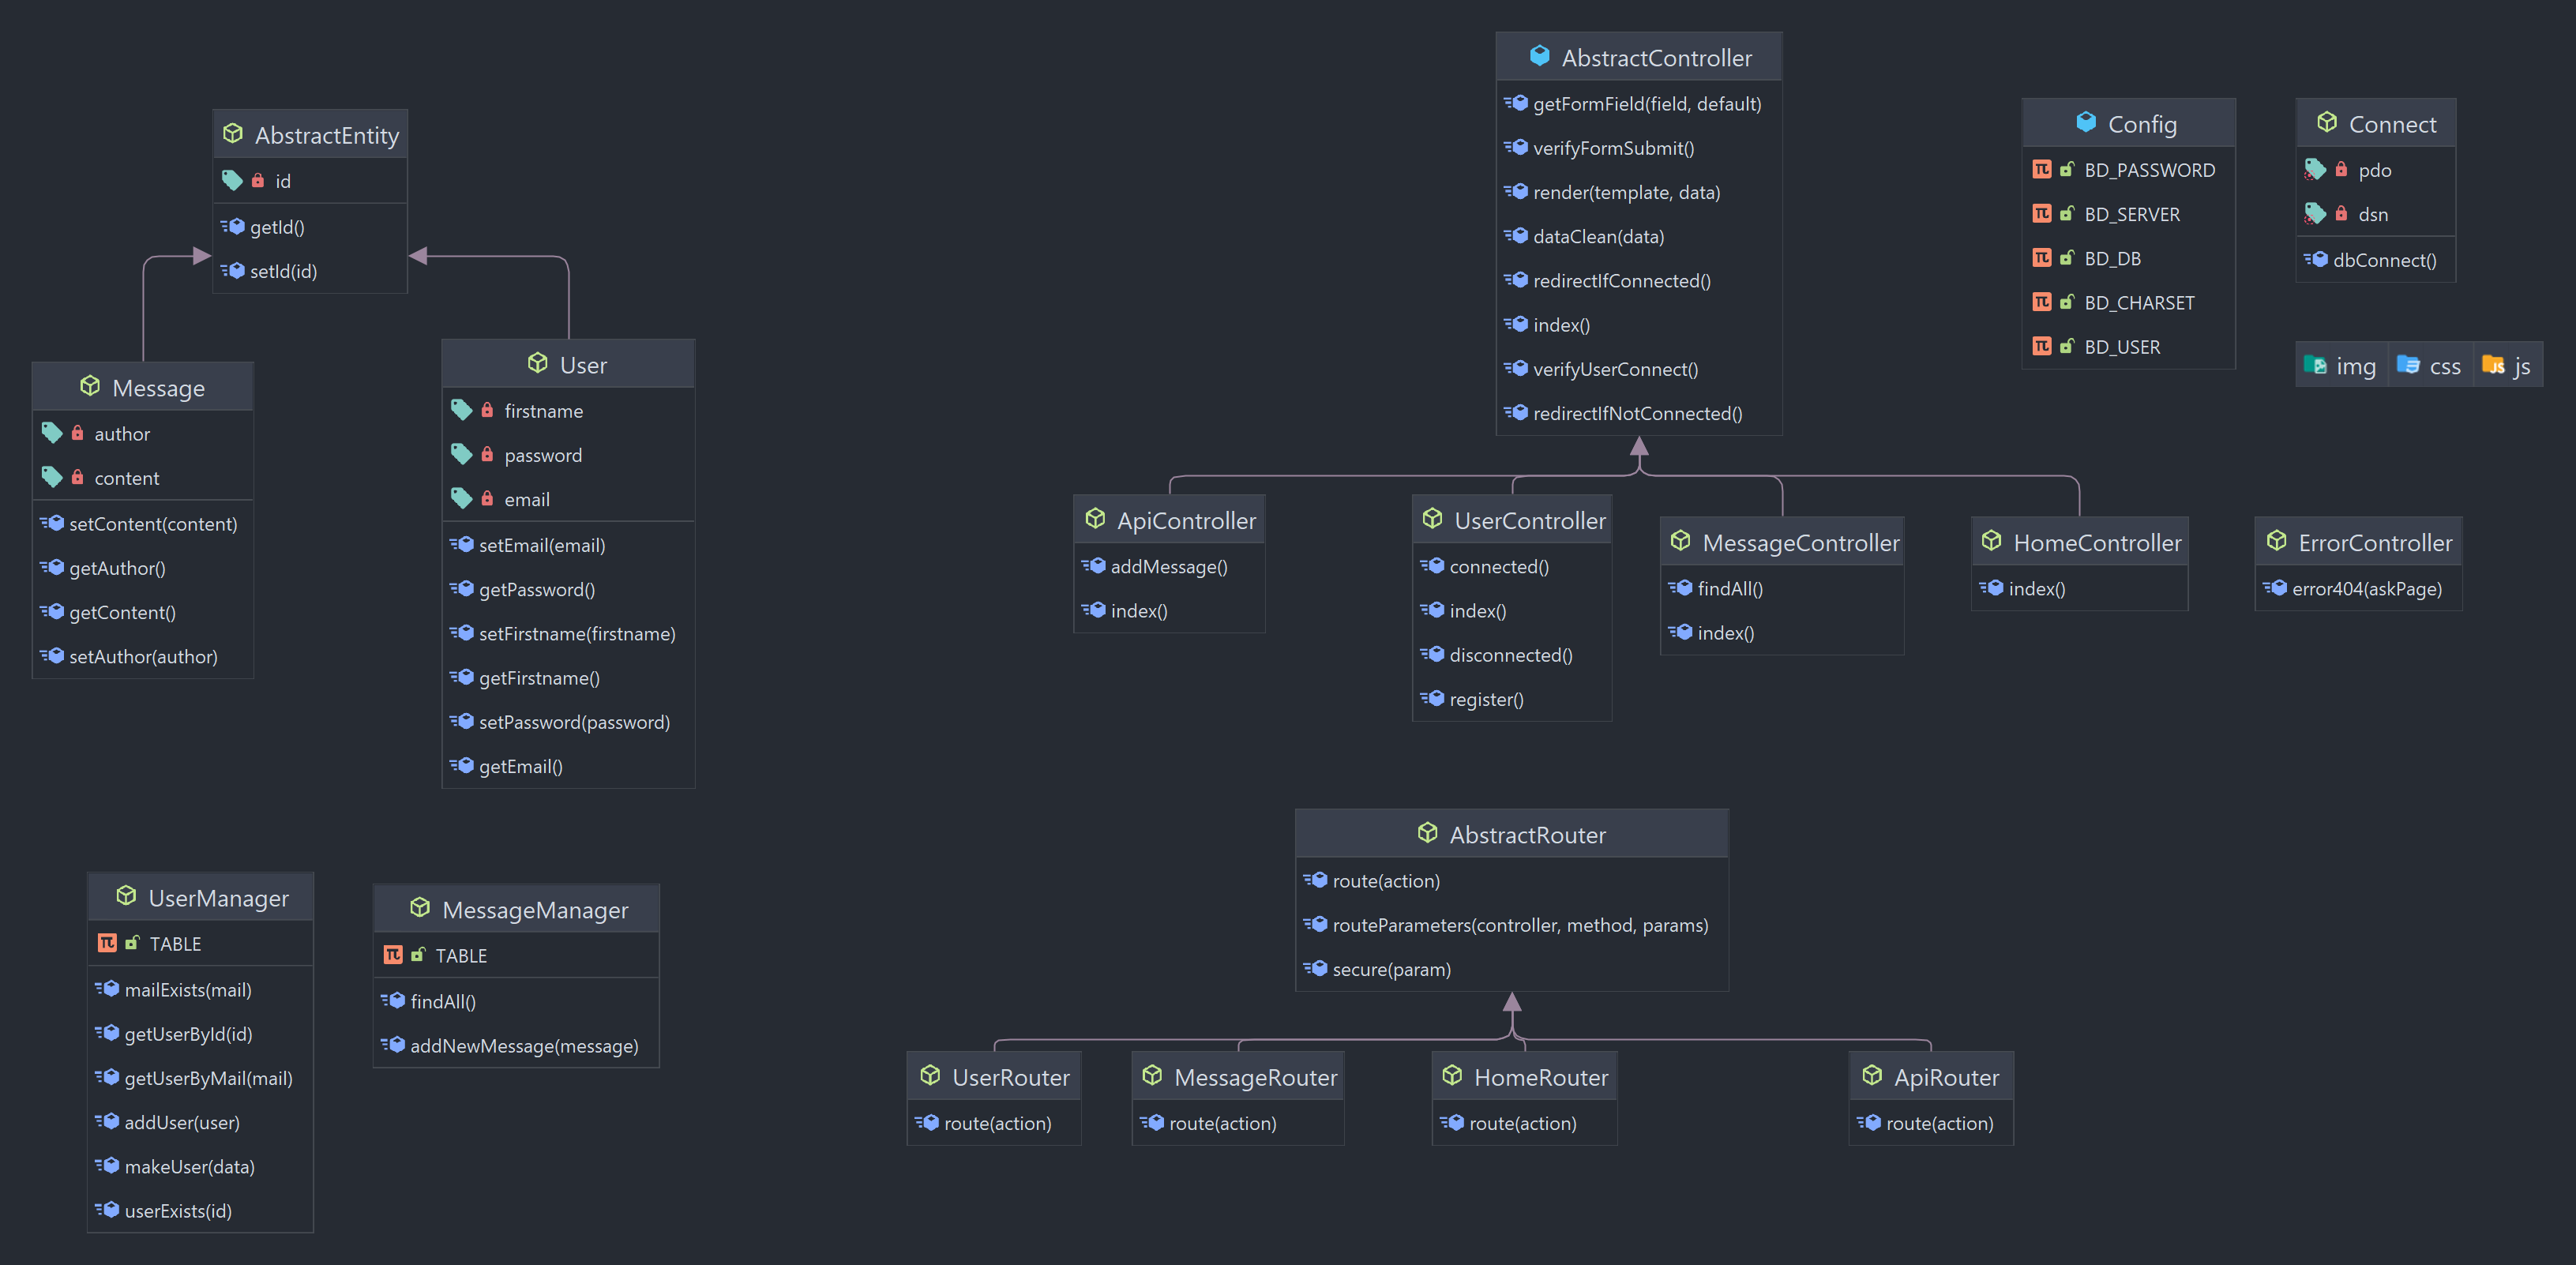 AbstractEntity
id
getId()
setId(id)
Message
author
content
setContent(content)
getAuthor()
getContent()
setAuthor(author)
User
firstname
password
email
setEmail(email)
getPassword()
setFirstname(firstname)
getFirstname()
setPassword(password)
getEmail()
UserManager
TABLE
mailExists(mail)
getUserById(id)
getUserByMail(mail)
addUser(user)
makeUser(data)
userExists(id)
MessageManager
TABLE
findAll()
addNewMessage(message)
AbstractController
getFormField(field, default)
verifyFormSubmit()
render(template, data)
dataClean(data)
redirectIfConnected()
index()
verifyUserConnect()
redirectIfNotConnected()
Config
BD_PASSWORD
BD_SERVER
BD_DB
BD_CHARSET
BD_USER
Connect
pdo
dsn
dbConnect()
img css js
ApiController
addMessage()
index()
UserController
connected()
index()
disconnected()
register()
MessageController
findAll()
index()
HomeController
index()
ErrorController
error404(askPage)
AbstractRouter
route(action)
routeParameters(controller, method, params)
secure(param)
UserRouter
route(action)
MessageRouter
route(action)
HomeRouter
route(action)
ApiRouter
route(action)